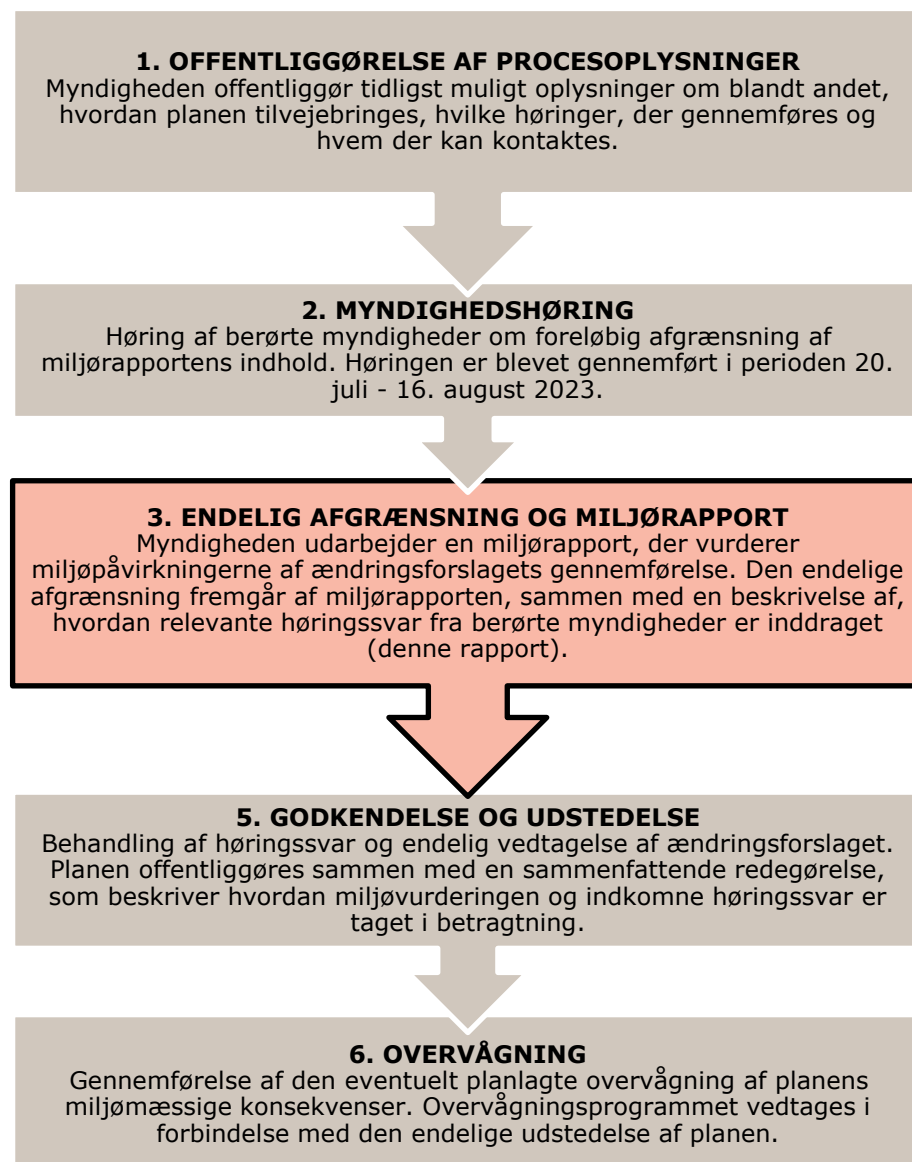 1. OFFENTLIGGØRELSE AF PROCESOPLYSNINGER
Myndigheden offentliggør tidligst muligt oplysninger om blandt andet,
hvordan planen tilvejebringes, hvilke høringer, der gennemføres og
hvem der kan kontaktes.
2. MYNDIGHEDSHØRING
Høring af berørte myndigheder om foreløbig afgrænsning af
miljørapportens indhold. Høringen er blevet gennemført i perioden 20.
juli - 16. august 2023.
3. ENDELIG AFGRÆNSNING OG MILJØRAPPORT
Myndigheden udarbejder en miljørapport, der vurderer
miljøpåvirkningerne af ændringsforslagets gennemførelse. Den endelige
afgrænsning fremgår af miljørapporten, sammen med en beskrivelse af,
hvordan relevante høringssvar fra berørte myndigheder er inddraget
(denne rapport).
5. GODKENDELSE OG UDSTEDELSE
Behandling af høringssvar og endelig vedtagelse af ændringsforslaget.
Planen offentliggøres sammen med en sammenfattende redegørelse,
som beskriver hvordan miljøvurderingen og indkomne høringssvar er
taget i betragtning.
6. OVERVÅGNING
Gennemførelse af den eventuelt planlagte overvågning af planens
miljømæssige konsekvenser. Overvågningsprogrammet vedtages i
forbindelse med den endelige udstedelse af planen.